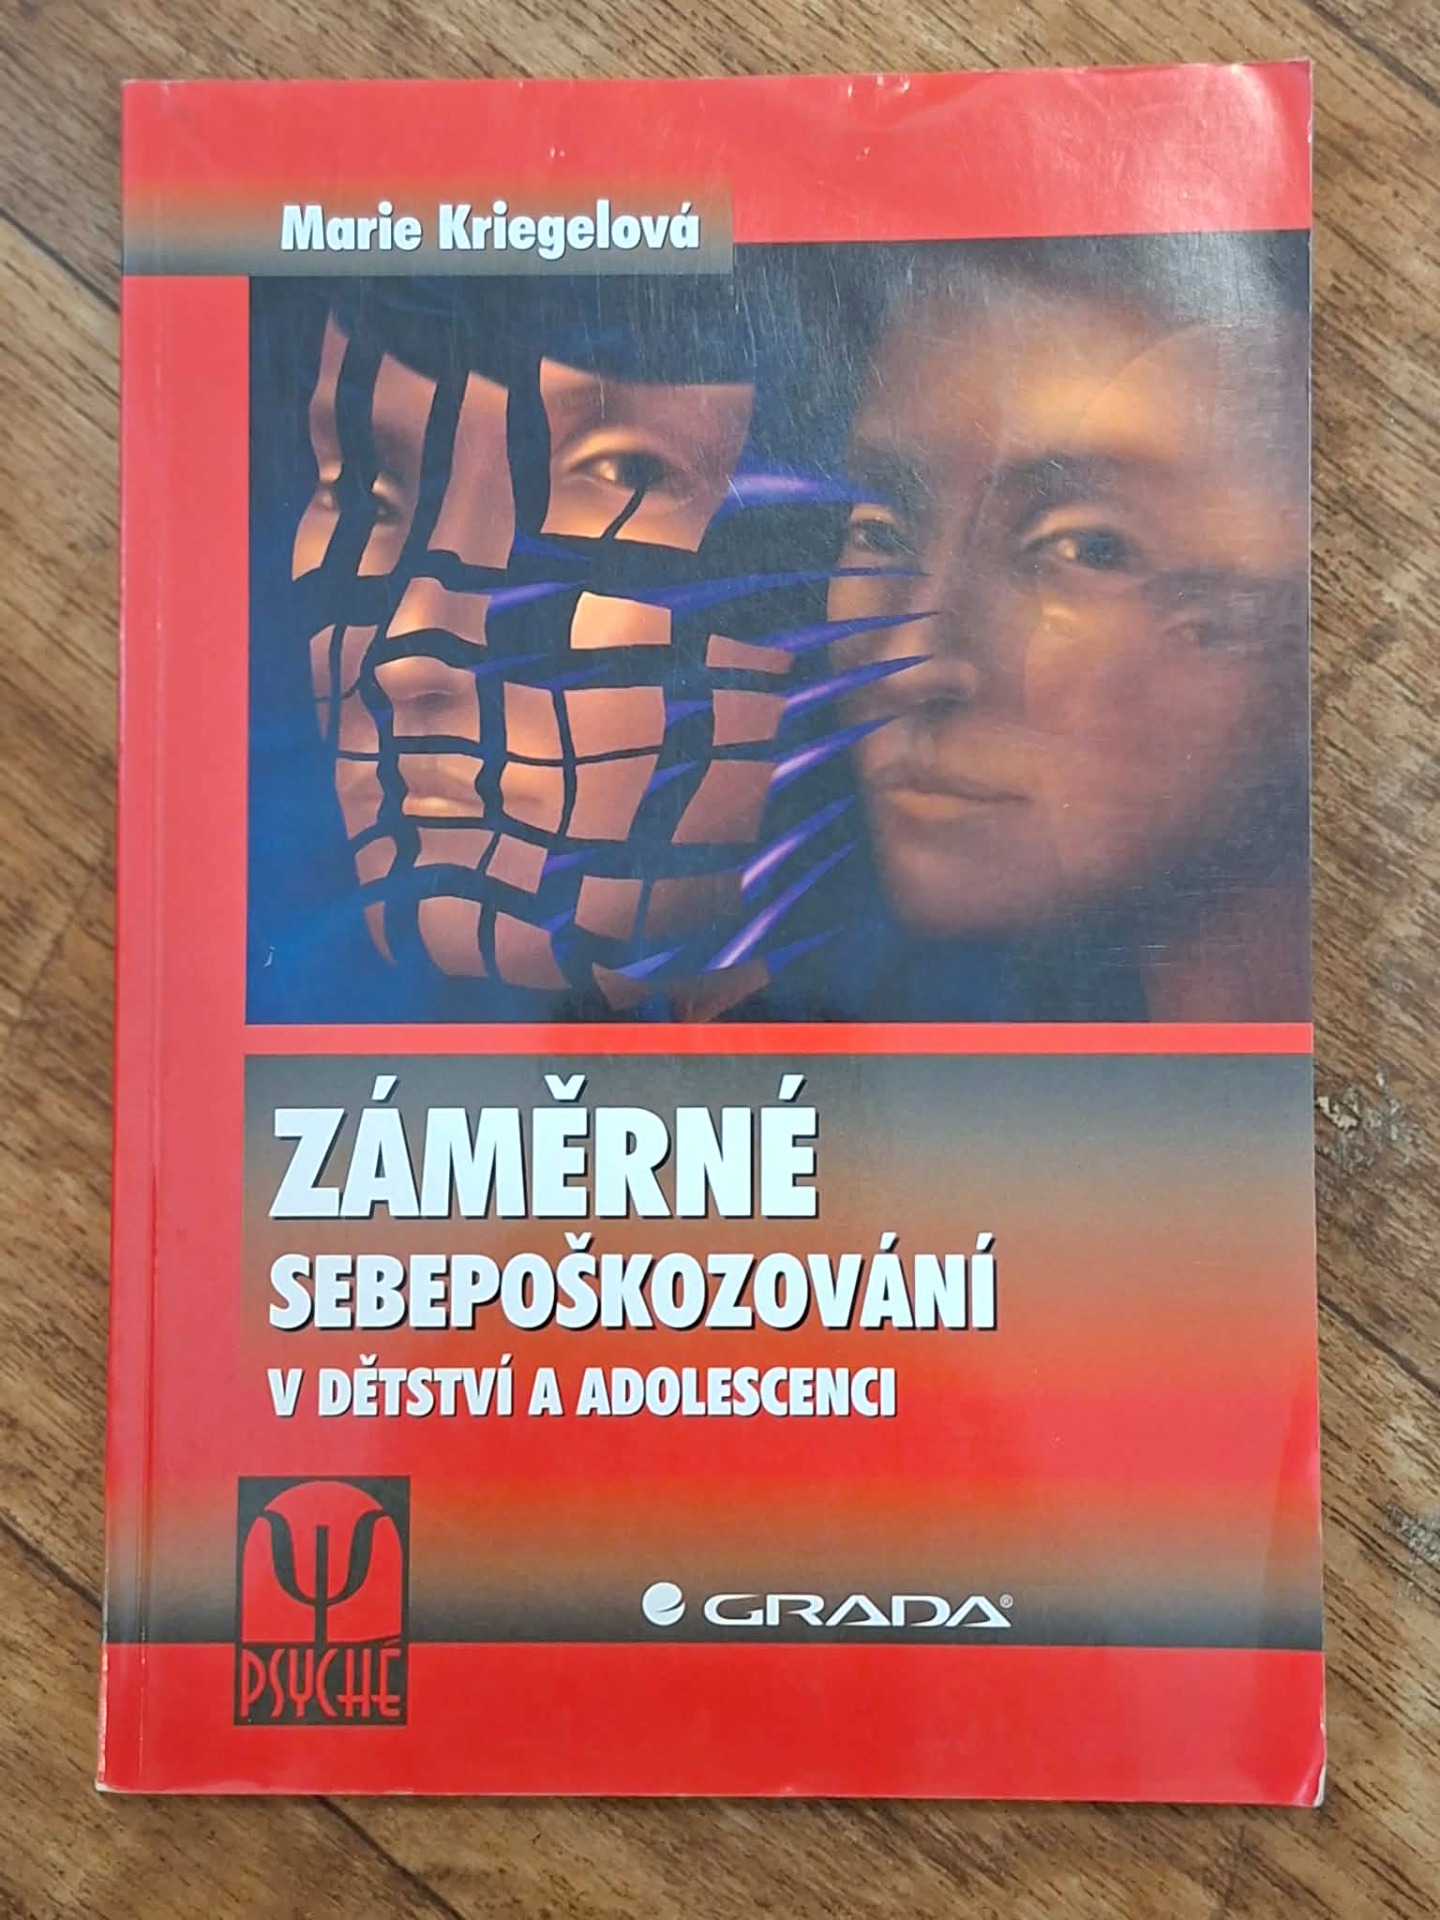 Marie Kriegelová
ZÁMĚRNÉ
SEBEPOŠKOZOVÁNÍ
V DĚTSTVÍ A ADOLESCENCI
GRADA®
PSYCHÉ